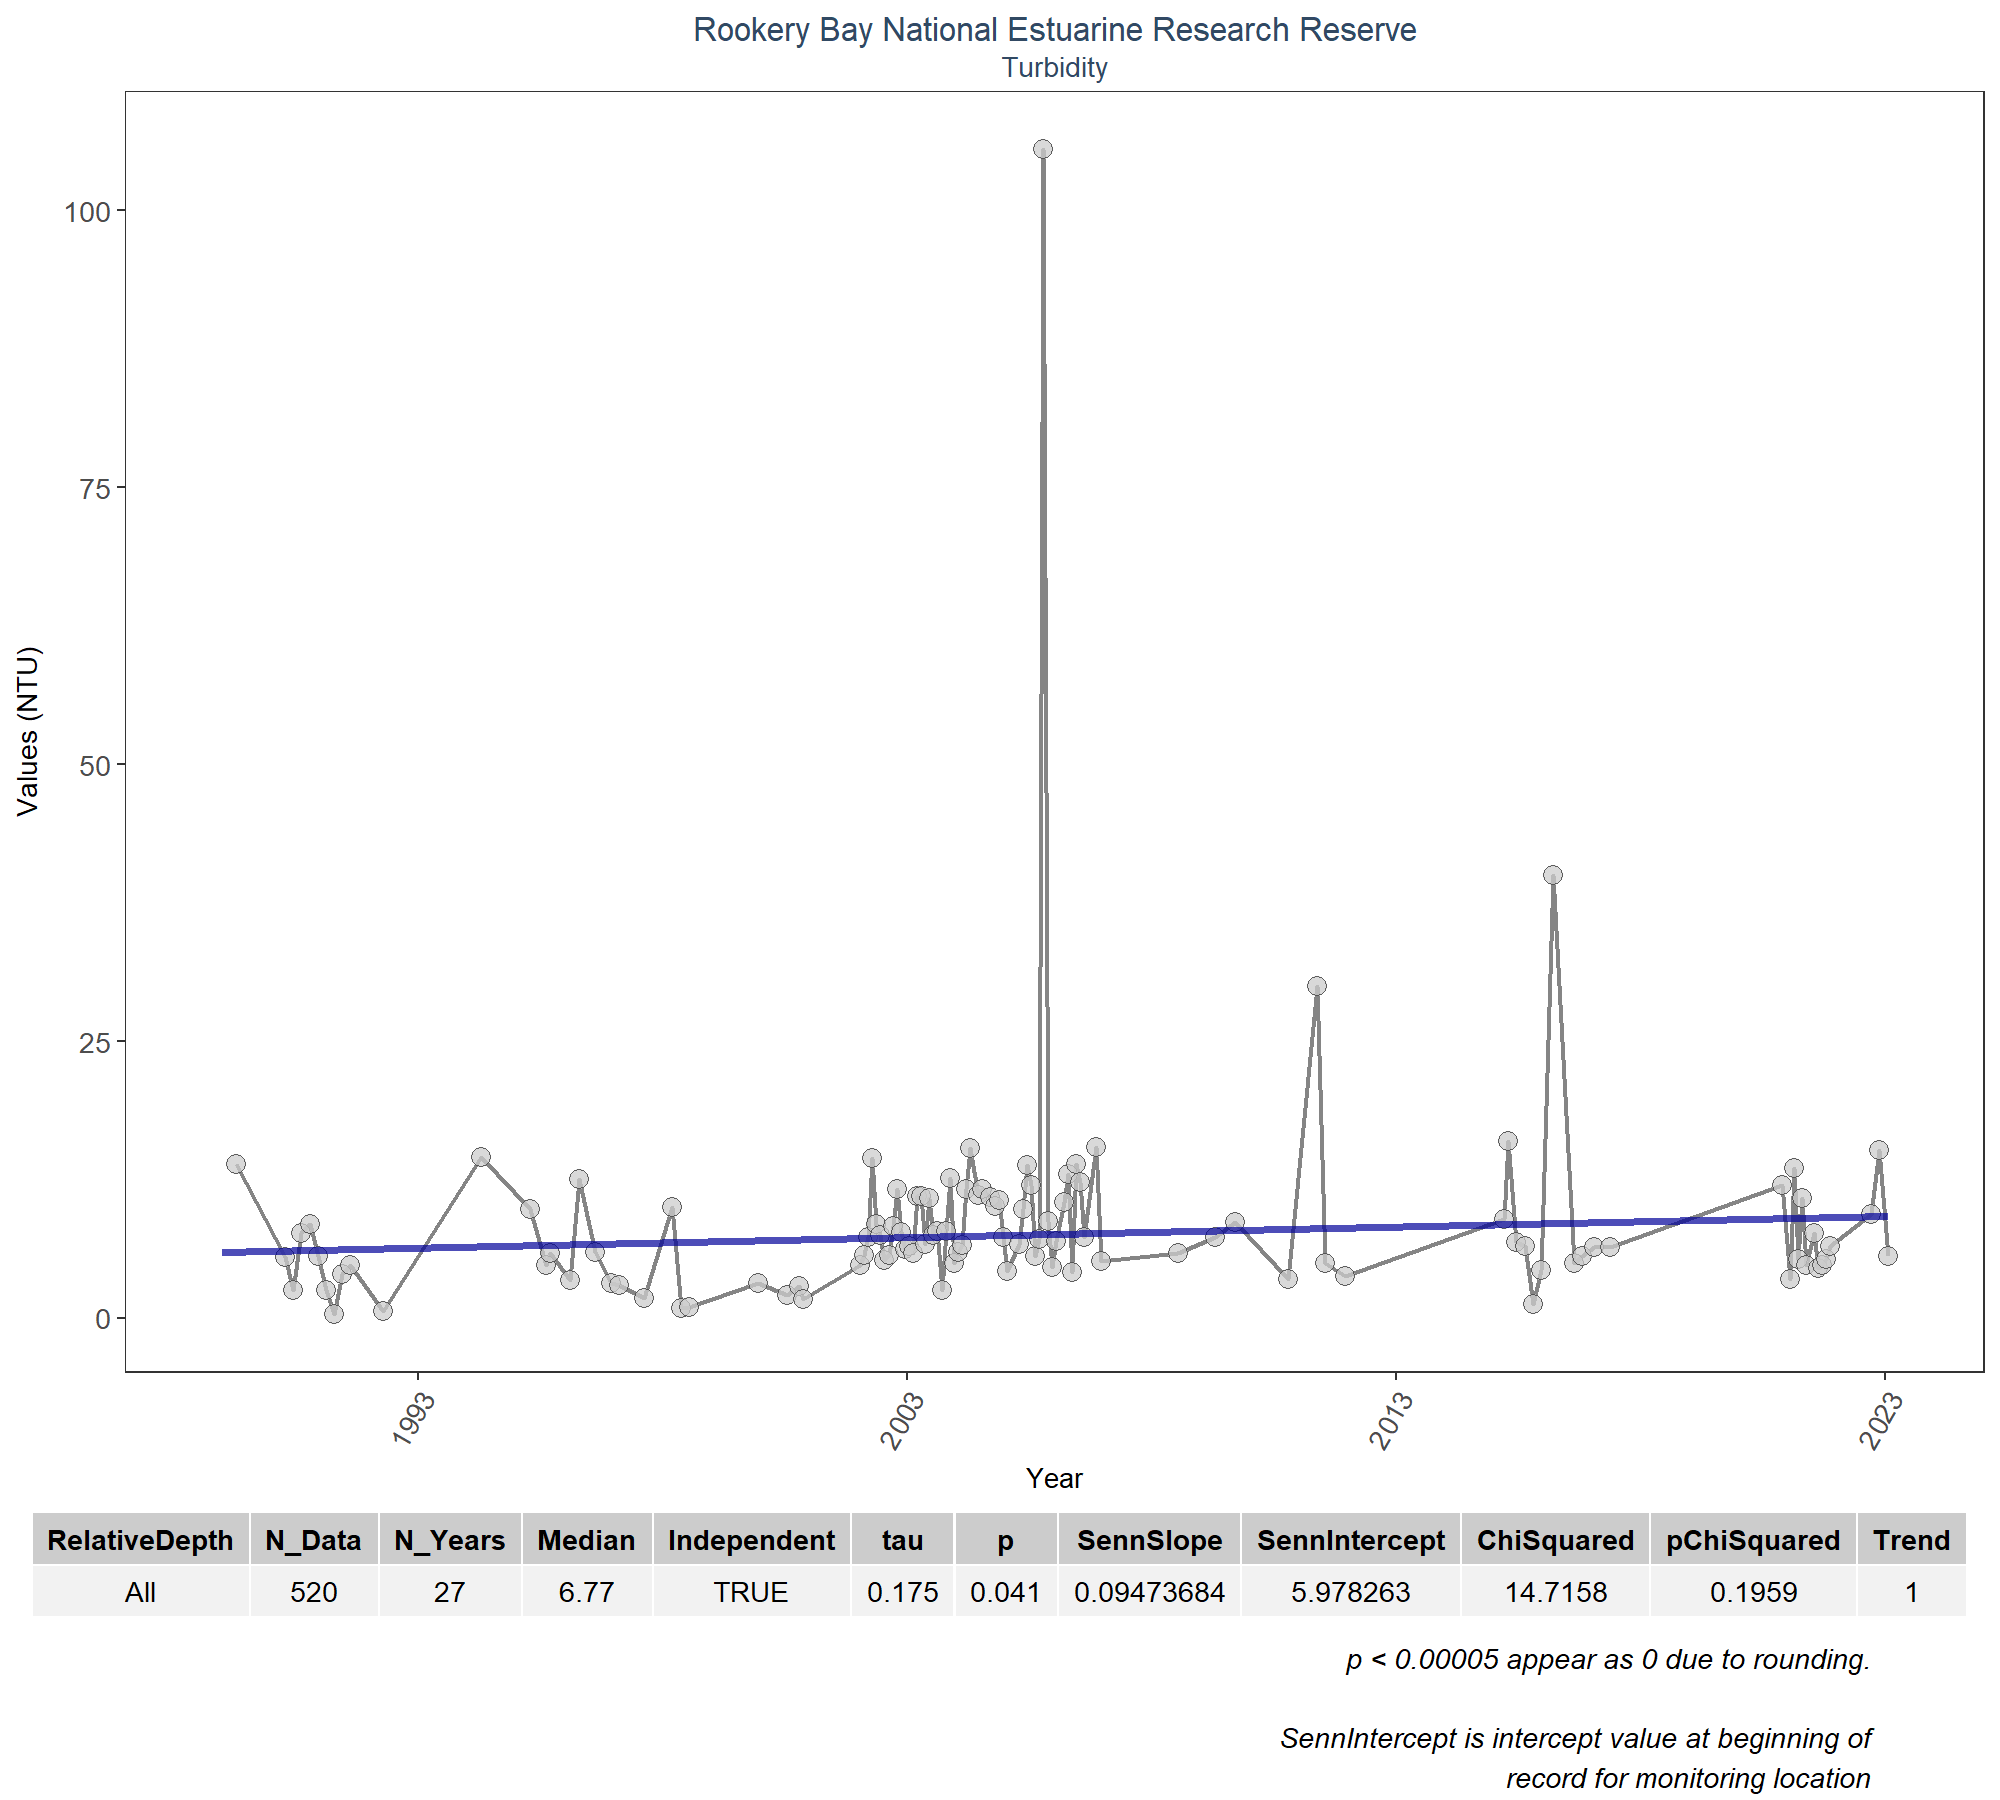 Rookery Bay National Estuarine Research Reserve
Turbidity
Values (NTU)
100
75
50
25
0
1993
2003
2013
2023
Year
RelativeDepth N_Data N_Years Median Independent tau p SennSlope SennIntercept ChiSquared pChiSquared Trend
All 520 27 6.77 TRUE 0.175 0.041 0.09473684 5.978263 14.7158 0.1959 1
p < 0.00005 appear as 0 due to rounding.
SennIntercept is intercept value at beginning of
record for monitoring location